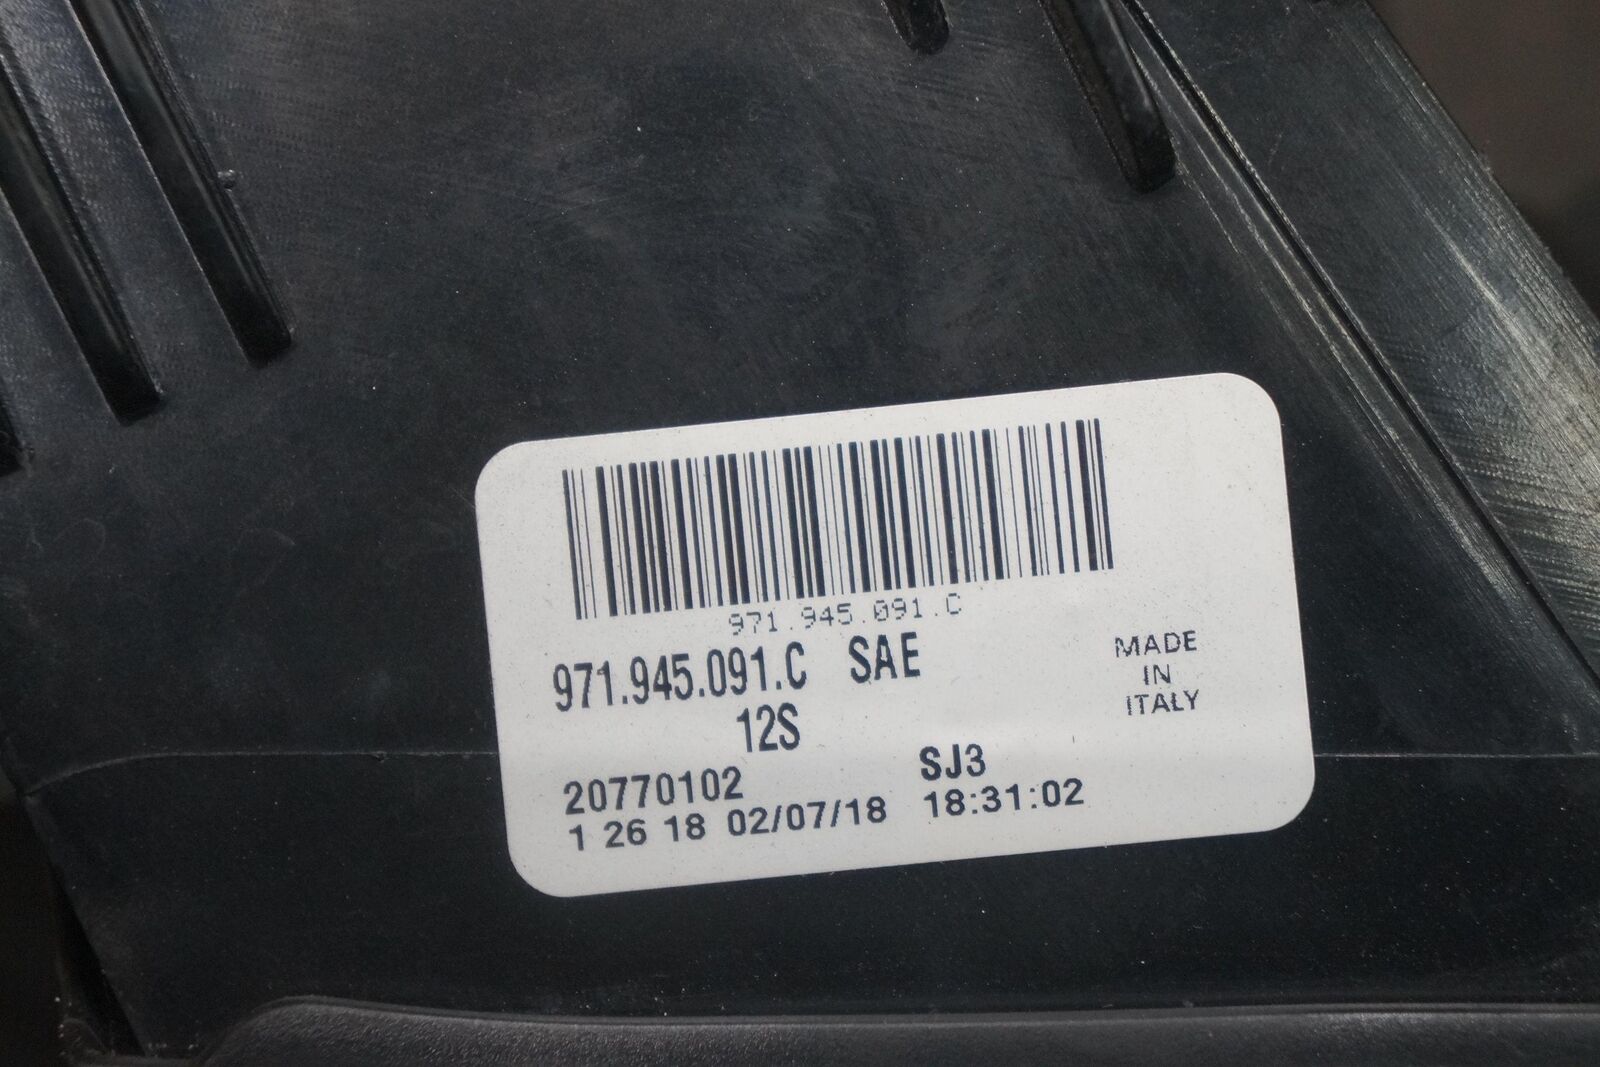 971.945.091.C
971.945.091.C SAE
12S
MADE
IN
ITALY
20770102 SJ3
1 26 18 02/07/18 18:31:02